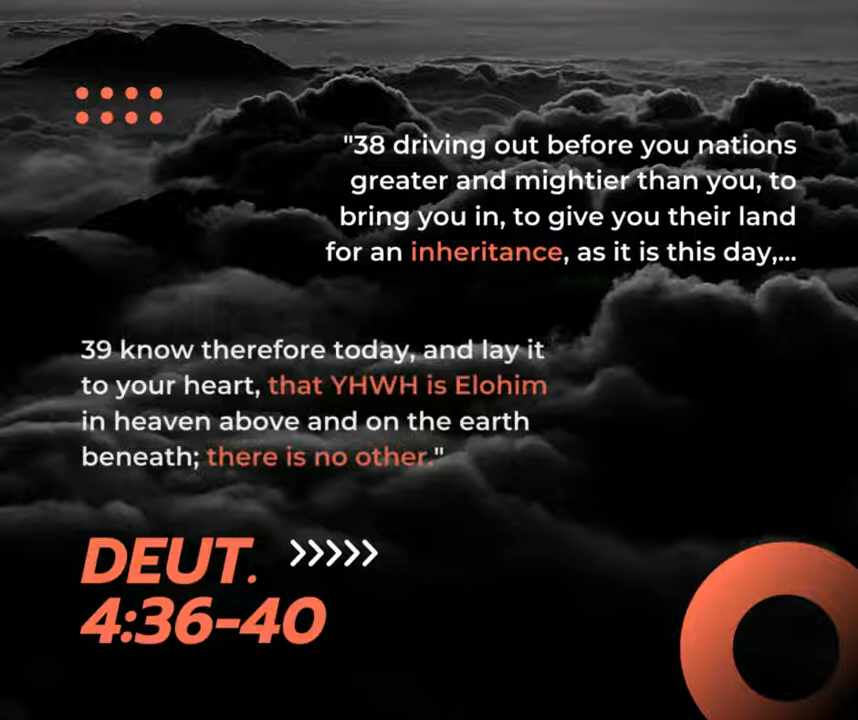 "38 driving out before you nations
greater and mightier than you, to
bring you in, to give you their land
for an inheritance, as it is this day,...
39 know therefore today, and lay it
to your heart, that YHWH is Elohim
in heaven above and on the earth
beneath; there is no other."
DEUT. >>>>>
4:36-40